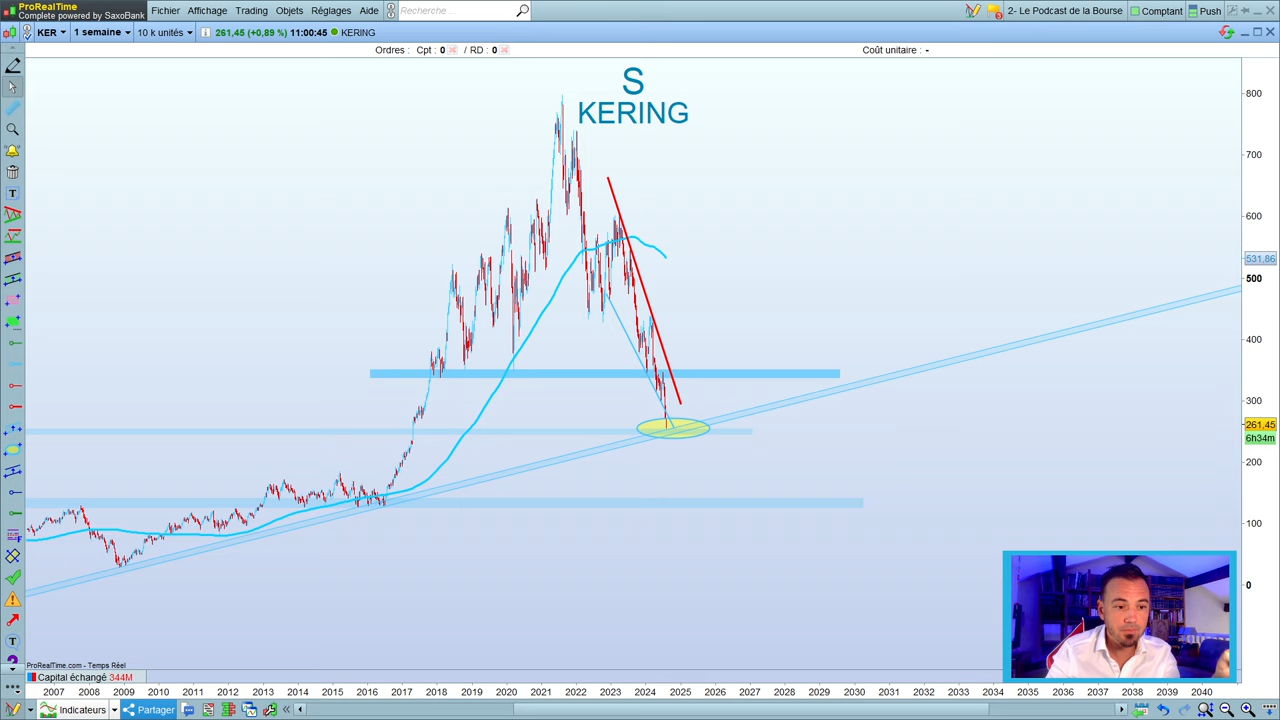 ProRealTime
Complete powered by SaxoBank
Fichier Affichage Trading Objets Réglages Aide
Recherche ...
2- Le Podcast de la Bourse
Comptant
Push
KER 1 semaine 10 k unités 261,45 (+0,89 %) 11:00:45 KERING
Ordres : Cpt : 0 / RD : 0
Coût unitaire : -
S
KERING
800
700
600
531,86
500
400
300
261,45
6h34m
200
100
0
ProRealTime.com - Temps Réel
Capital échangé 344M
2007 2008 2009 2010 2011 2012 2013 2014 2015 2016 2017 2018 2019 2020 2021 2022 2023 2024 2025 2026 2027 2028 2029 2030 2031 2032 2033 2034 2035 2036 2037 2038 2039 2040
Indicateurs
Partager